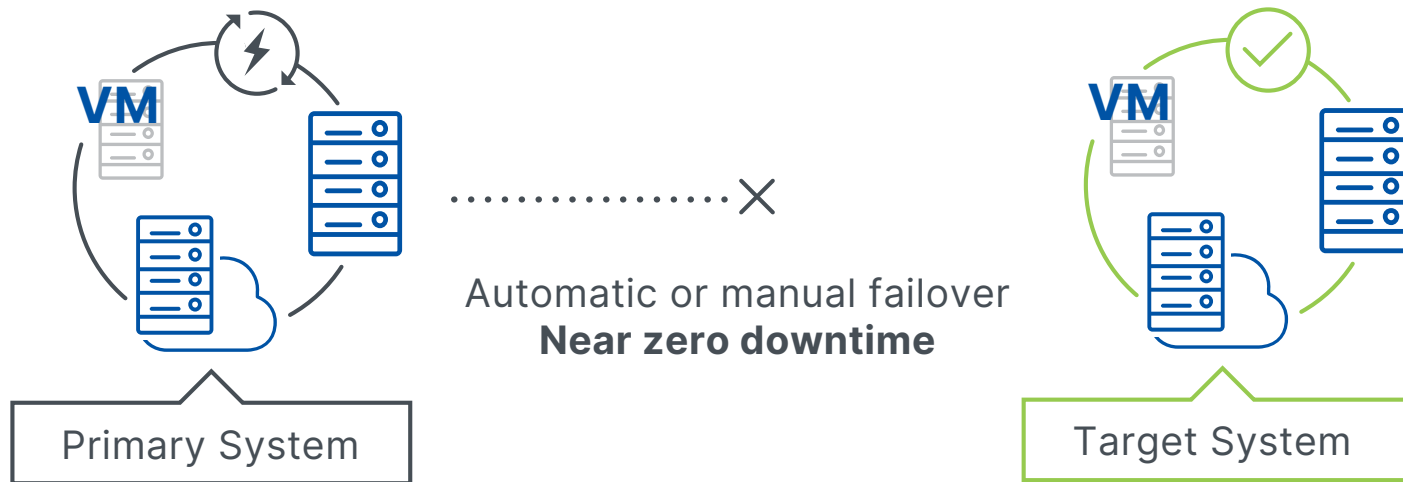 VM
VM
Automatic or manual failover
Near zero downtime
Primary System
Target System